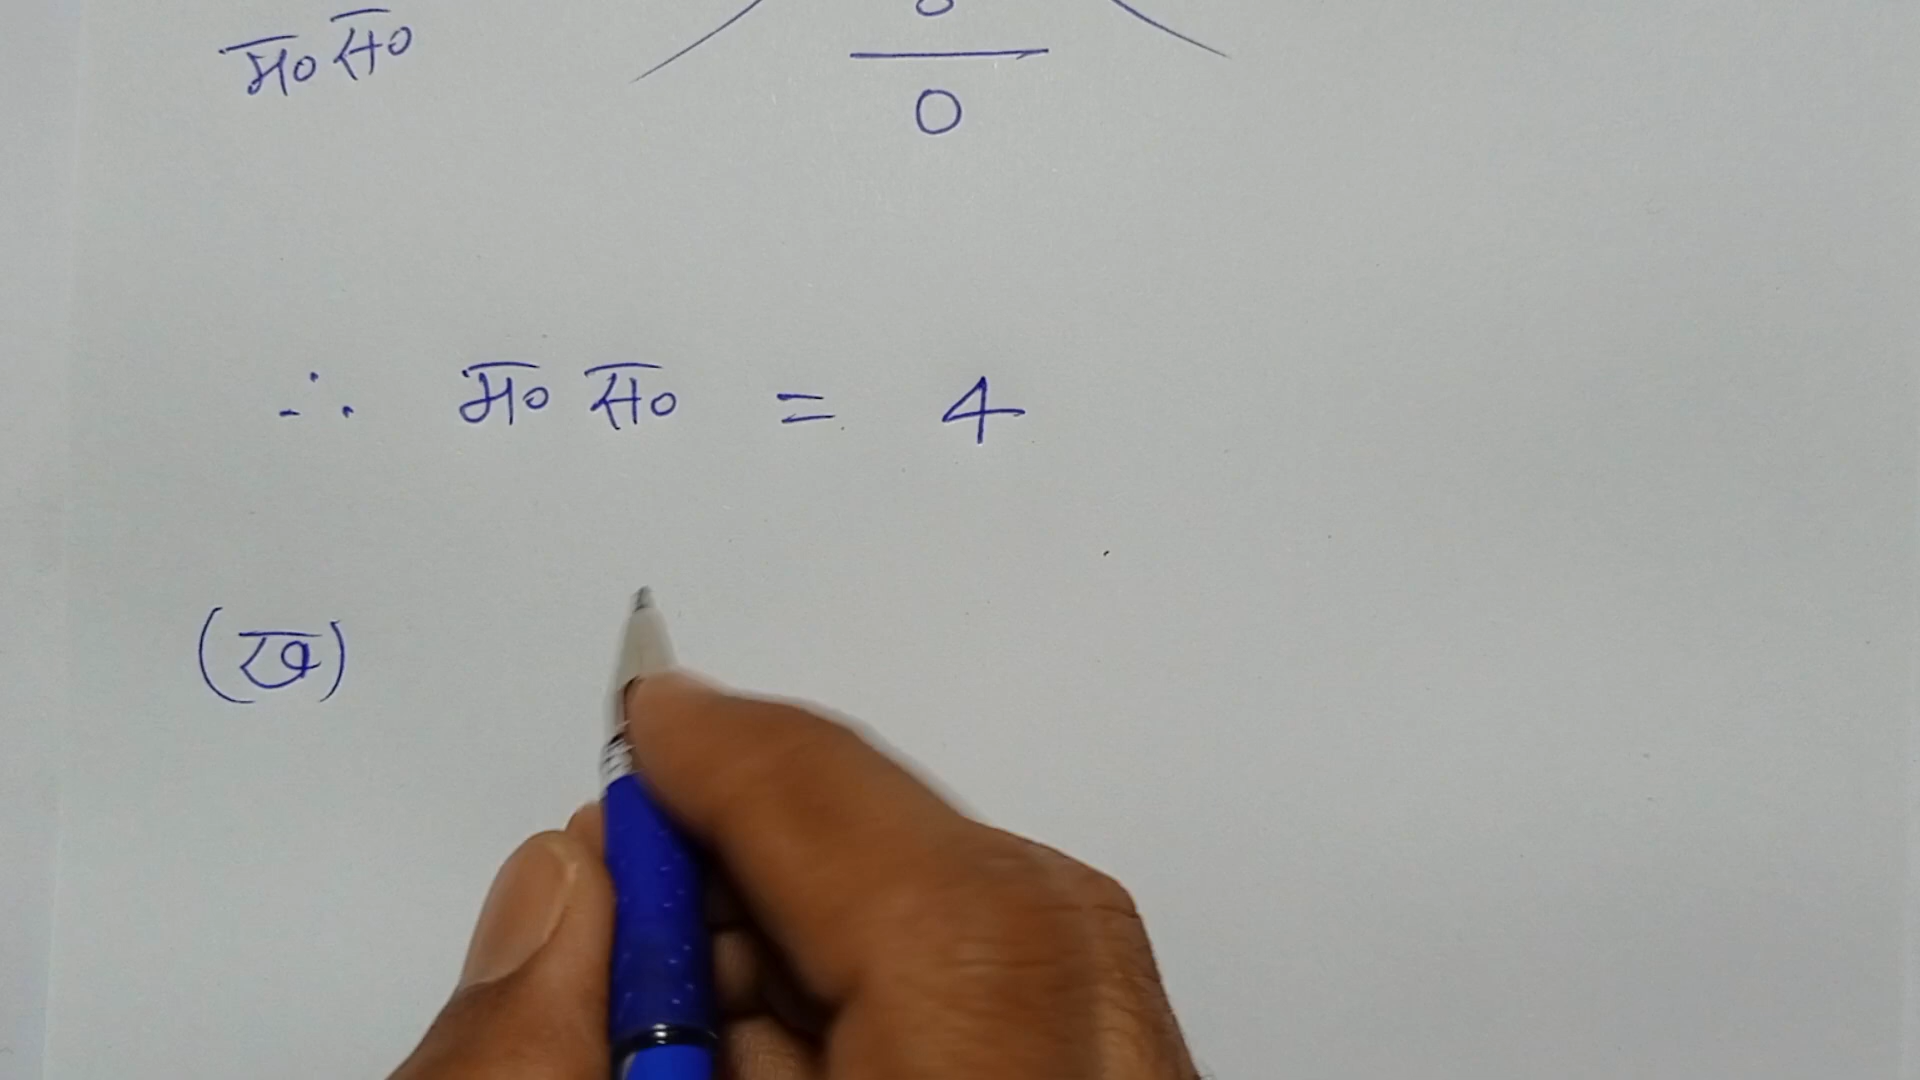 म० स०
0
∴ म० स० = 4
(ख)